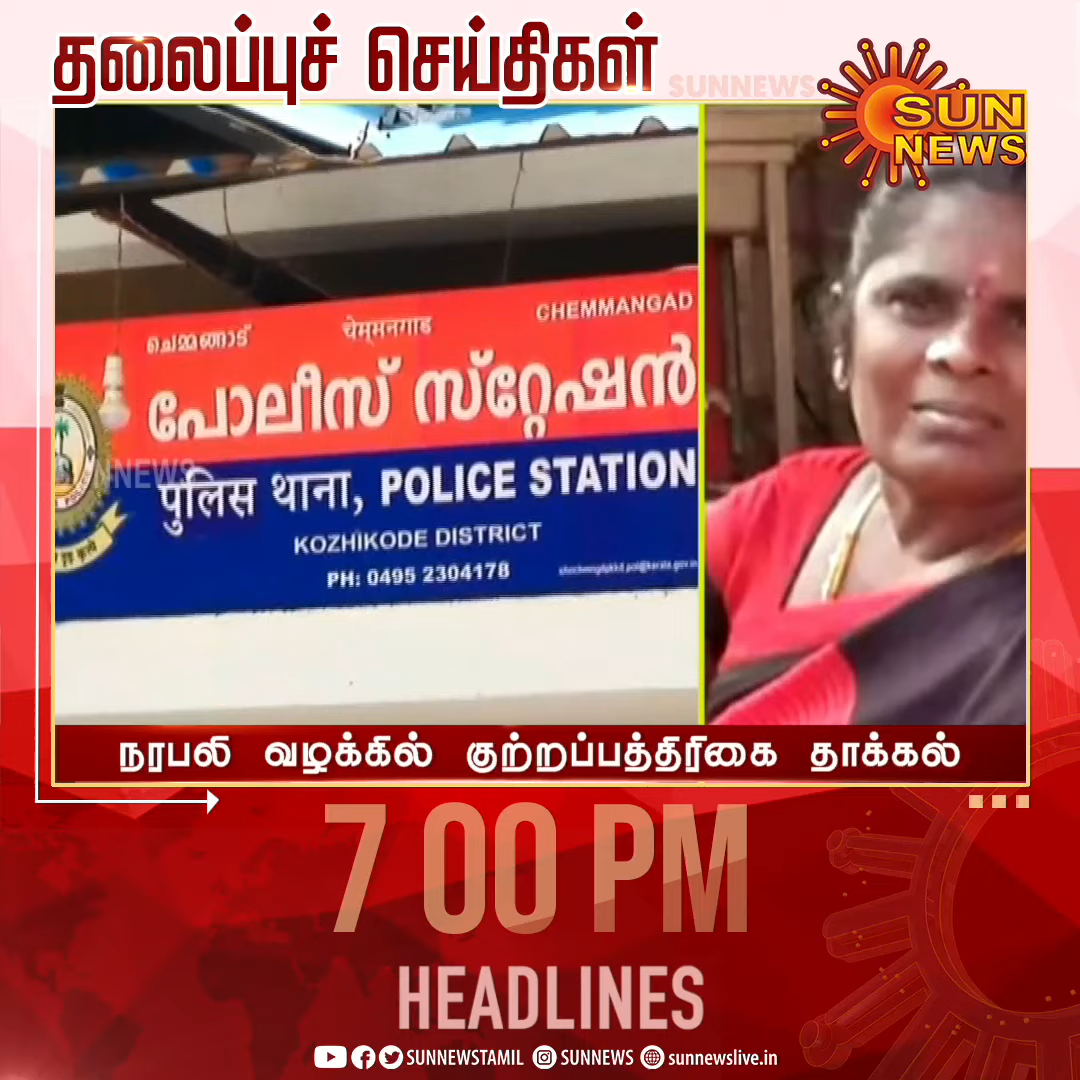 தலைப்புச் செய்திகள்
SUNNEWS
SUN
NEWS
ചെമ്മങ്ങാട് चेम्मनगाड CHEMMANGAD
പോലീസ് സ്റ്റേഷൻ
पुलिस थाना, POLICE STATION
KOZHIKODE DISTRICT
PH: 0495 2304178
நரபலி வழக்கில் குற்றப்பத்திரிகை தாக்கல்
7 00 PM
HEADLINES
SUNNEWSTAMIL SUNNEWS sunnewslive.in